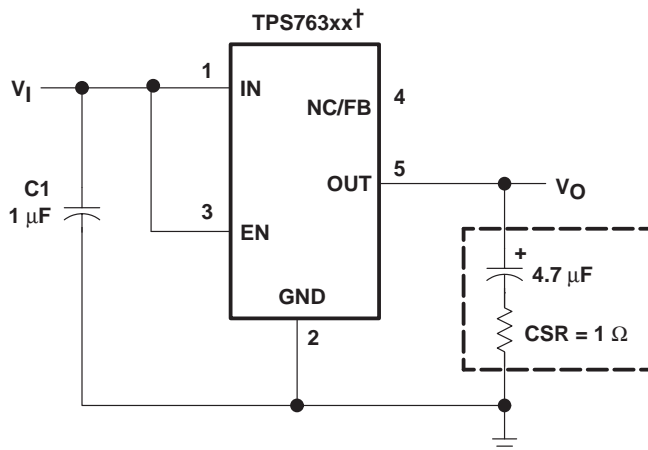 TPS763xx†
VI
1
IN
NC/FB
4
C1
1 μF
OUT
5
VO
3
EN
+
4.7 μF
GND
2
CSR = 1 Ω